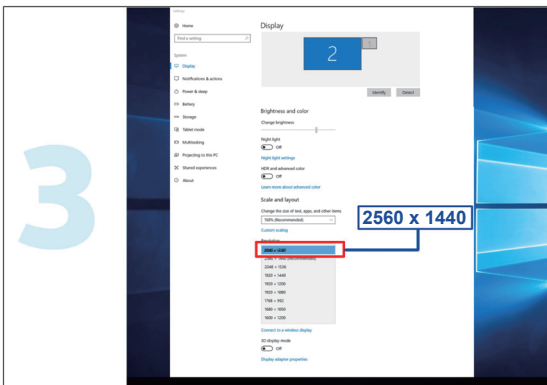 Settings
3
Home
Find a setting
System
Display
Notifications & actions
Power & sleep
Battery
Storage
Tablet mode
Multitasking
Projecting to this PC
Shared experiences
About
Display
2
1
Identify
Detect
Brightness and color
Change brightness
Night light
Off
Night light settings
HDR and advanced color
Off
Learn more about advanced color
Scale and layout
Change the size of text, apps, and other items
100% (Recommended)
Custom scaling
Resolution
2560 x 1440
2048 × 1536
1920 × 1440
1920 × 1200
1920 × 1080
1768 × 992
1680 × 1050
1600 × 1200
Connect to a wireless display
3D display mode
Off
Display adapter properties